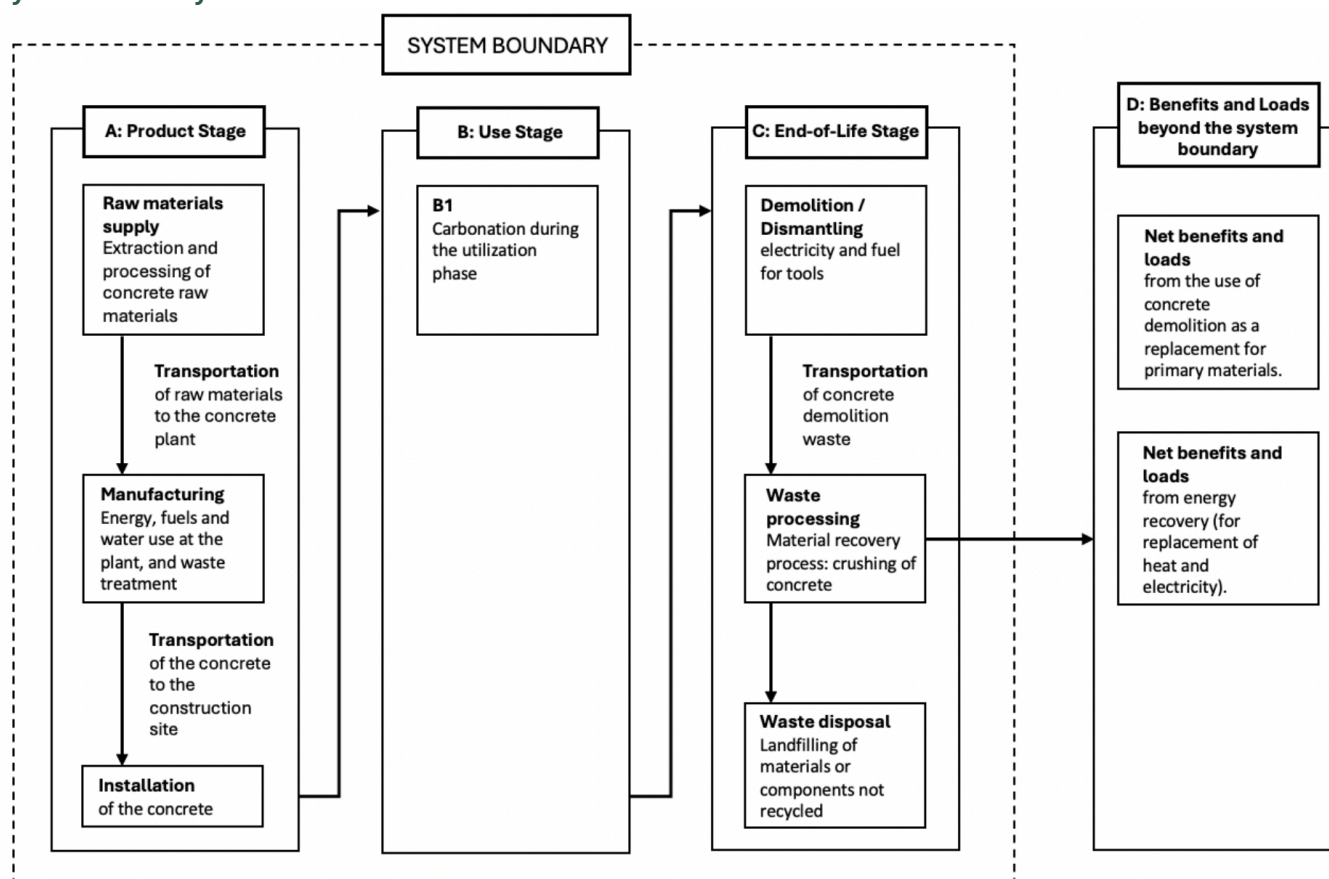 SYSTEM BOUNDARY
A: Product Stage
Raw materials
supply
Extraction and
processing of
concrete raw
materials
Transportation
of raw materials
to the concrete
plant
Manufacturing
Energy, fuels and
water use at the
plant, and waste
treatment
Transportation
of the concrete
to the
construction
site
Installation
of the concrete
B: Use Stage
B1
Carbonation during
the utilization
phase
C: End-of-Life Stage
Demolition /
Dismantling
electricity and fuel
for tools
Transportation
of concrete
demolition
waste
Waste
processing
Material recovery
process: crushing of
concrete
Waste disposal
Landfilling of
materials or
components not
recycled
D: Benefits and Loads
beyond the system
boundary
Net benefits and
loads
from the use of
concrete
demolition as a
replacement for
primary materials.
Net benefits and
loads
from energy
recovery (for
replacement of
heat and
electricity).